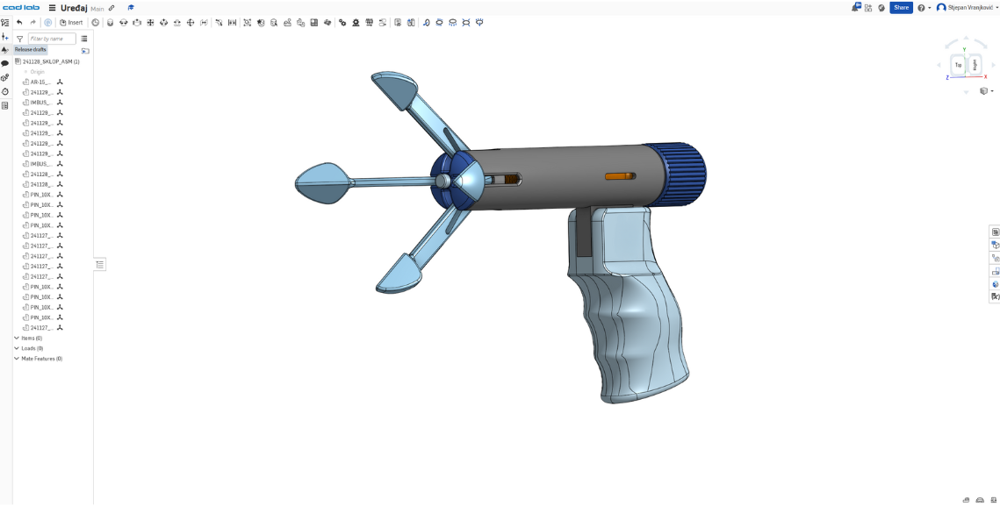 cad lab
Uređaj Main
Share
Stjepan Vranjković
Insert
Filter by name
Release drafts
241128_SKLOP_ASM (1)
Origin
AR-15_...
241129_...
IMBUS_...
241129_...
241129_...
241129_...
241129_...
241129_...
IMBUS_...
241128_...
241128_...
PIN_10X...
PIN_10X...
PIN_10X...
PIN_10X...
241127_...
241127_...
241127_...
241127_...
241127_...
PIN_10X...
PIN_10X...
PIN_10X...
PIN_10X...
241127_...
Items (0)
Loads (0)
Mate Features (0)
Y
Top
Right
Z
X